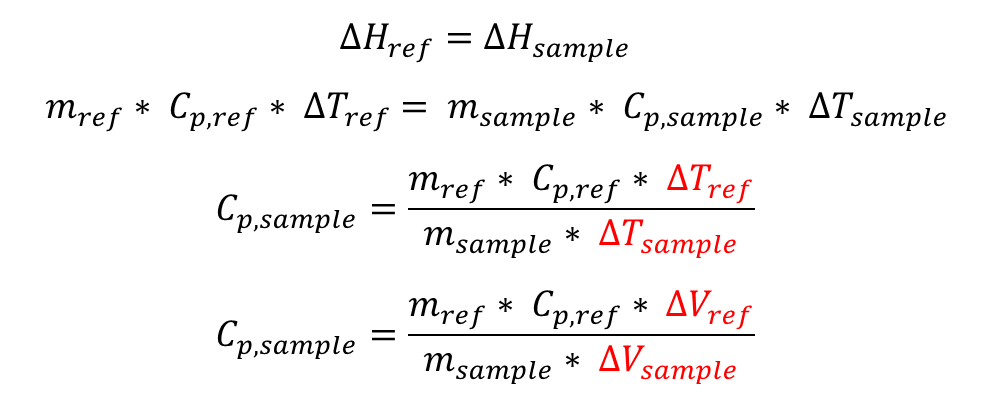 ΔH_ref = ΔH_sample
m_ref * C_p,ref * ΔT_ref = m_sample * C_p,sample * ΔT_sample
C_p,sample = (m_ref * C_p,ref * ΔT_ref) / (m_sample * ΔT_sample)
C_p,sample = (m_ref * C_p,ref * ΔV_ref) / (m_sample * ΔV_sample)